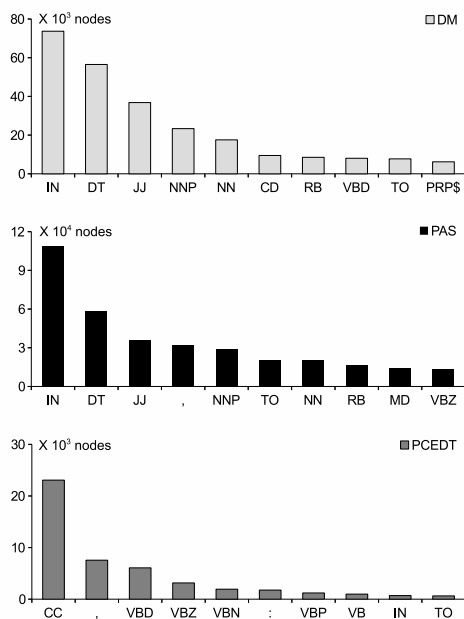 80 X 10³ nodes DM
60
40
20
0
IN DT JJ NNP NN CD RB VBD TO PRP$
12 X 10⁴ nodes PAS
9
6
3
0
IN DT JJ , NNP TO NN RB MD VBZ
30 X 10³ nodes PCEDT
20
10
0
CC , VBD VBZ VBN : VBP VB IN TO